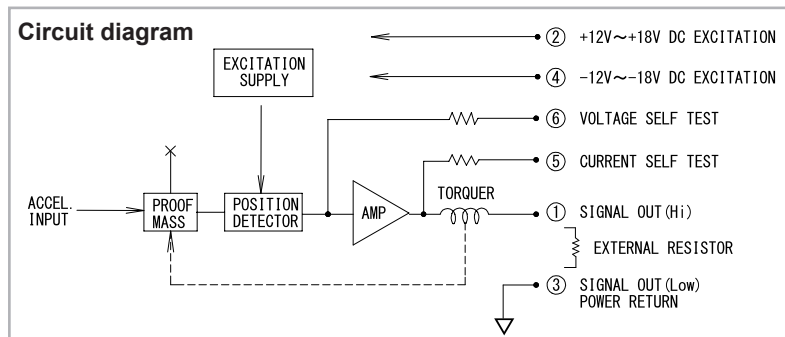 Circuit diagram
② +12V～+18V DC EXCITATION
EXCITATION
SUPPLY
④ -12V～-18V DC EXCITATION
⑥ VOLTAGE SELF TEST
⑤ CURRENT SELF TEST
TORQUER
ACCEL.
INPUT
PROOF
MASS
POSITION
DETECTOR
AMP
① SIGNAL OUT(Hi)
EXTERNAL RESISTOR
③ SIGNAL OUT(Low)
POWER RETURN